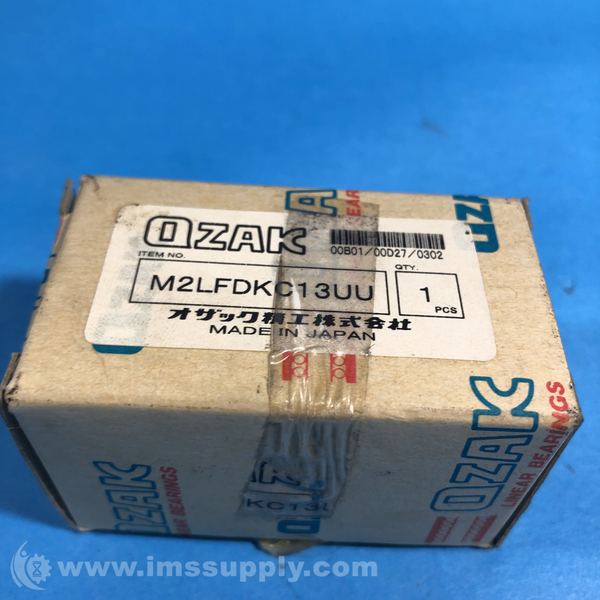 OZAK
00B01/00D27/0302
ITEM NO.
QTY.
M2LFDKC13UU
1
PCS
オザック精工株式会社
MADE IN JAPAN
OZAK
LINEAR BEARINGS
OZAK
LINEAR BEARINGS
KC13
www.imssupply.com